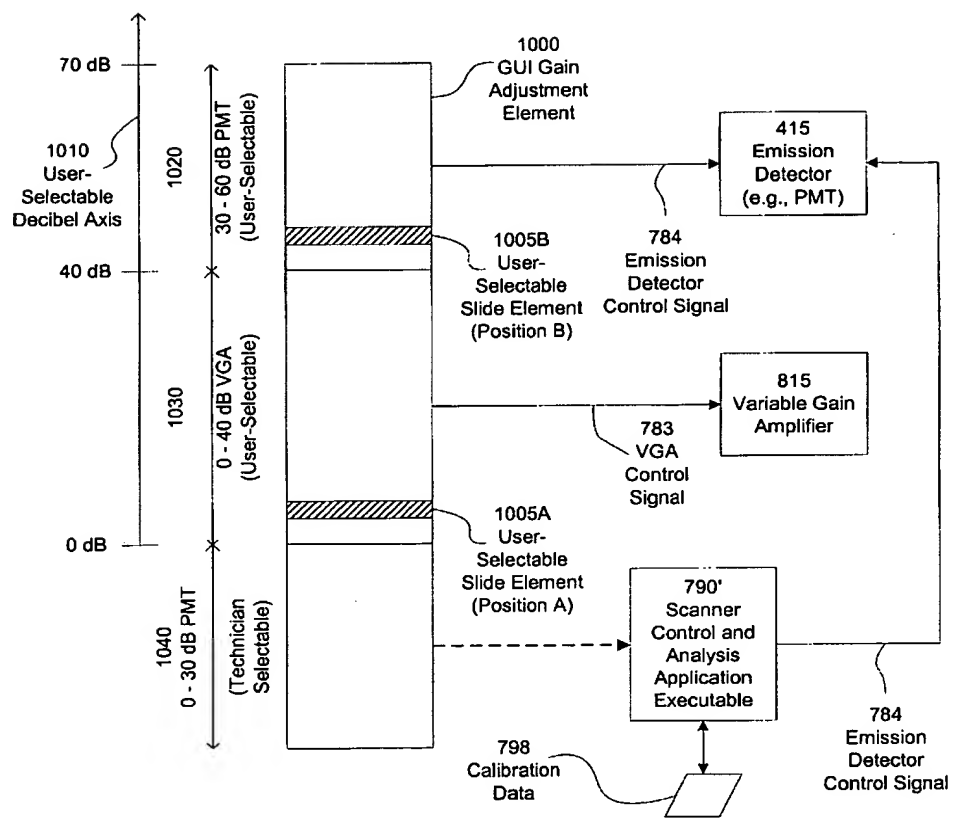 70 dB
1010
User-
Selectable
Decibel Axis
40 dB
0 dB
1020
30 - 60 dB PMT
(User-Selectable)
1030
0 - 40 dB VGA
(User-Selectable)
1040
0 - 30 dB PMT
(Technician
Selectable)
1000
GUI Gain
Adjustment
Element
1005B User-
Selectable
Slide Element
(Position B)
1005A User-
Selectable
Slide Element
(Position A)
784
Emission
Detector
Control Signal
415
Emission
Detector
(e.g., PMT)
783
VGA
Control
Signal
815
Variable Gain
Amplifier
790'
Scanner
Control and
Analysis
Application
Executable
798
Calibration
Data
784
Emission
Detector
Control Signal